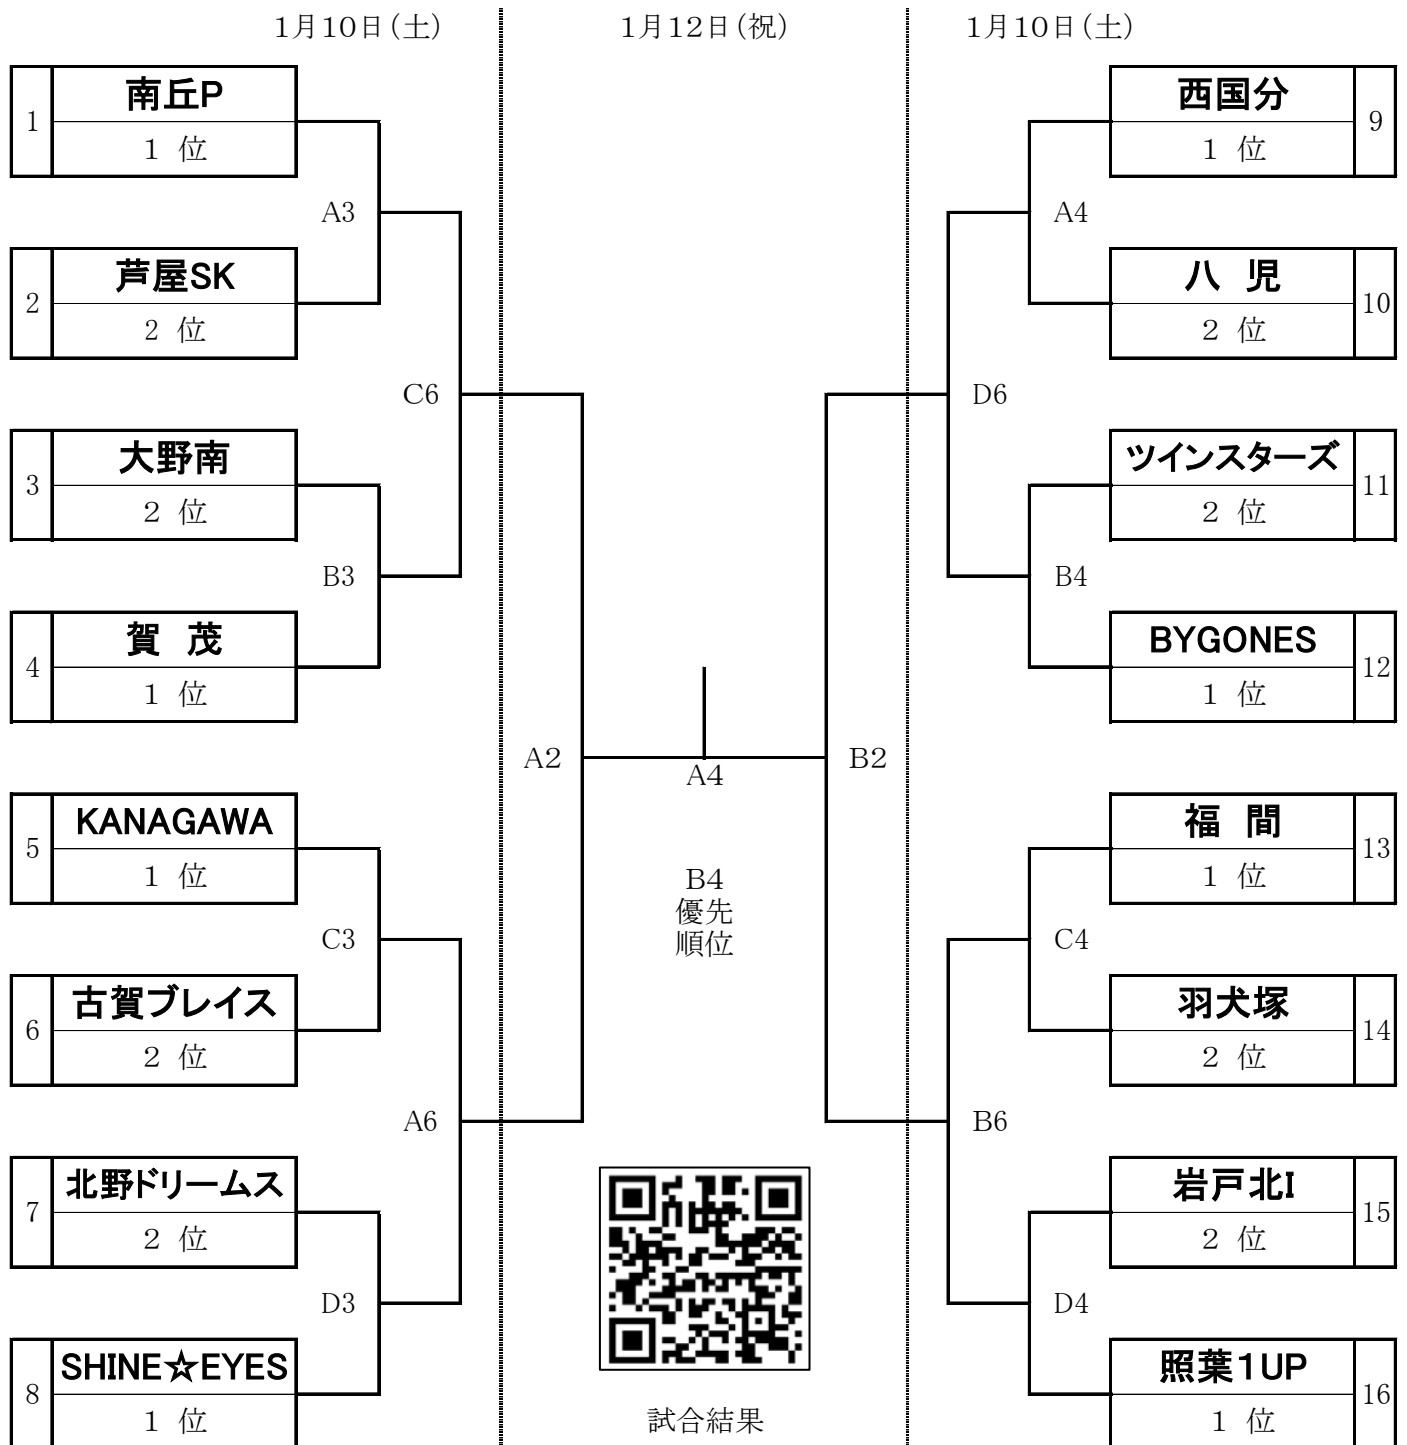 1月10日(土)
1月12日(祝)
1月10日(土)
1
南丘P
1 位
A3
2
芦屋SK
2 位
C6
3
大野南
2 位
B3
4
賀 茂
1 位
A2
5
KANAGAWA
1 位
C3
6
古賀ブレイス
2 位
A6
7
北野ドリームス
2 位
D3
8
SHINE☆EYES
1 位
A4
B4
優先
順位
試合結果
西国分
1 位
9
A4
八 児
2 位
10
D6
ツインスターズ
2 位
11
B4
BYGONES
1 位
12
B2
福 間
1 位
13
C4
羽犬塚
2 位
14
B6
岩戸北I
2 位
15
D4
照葉1UP
1 位
16